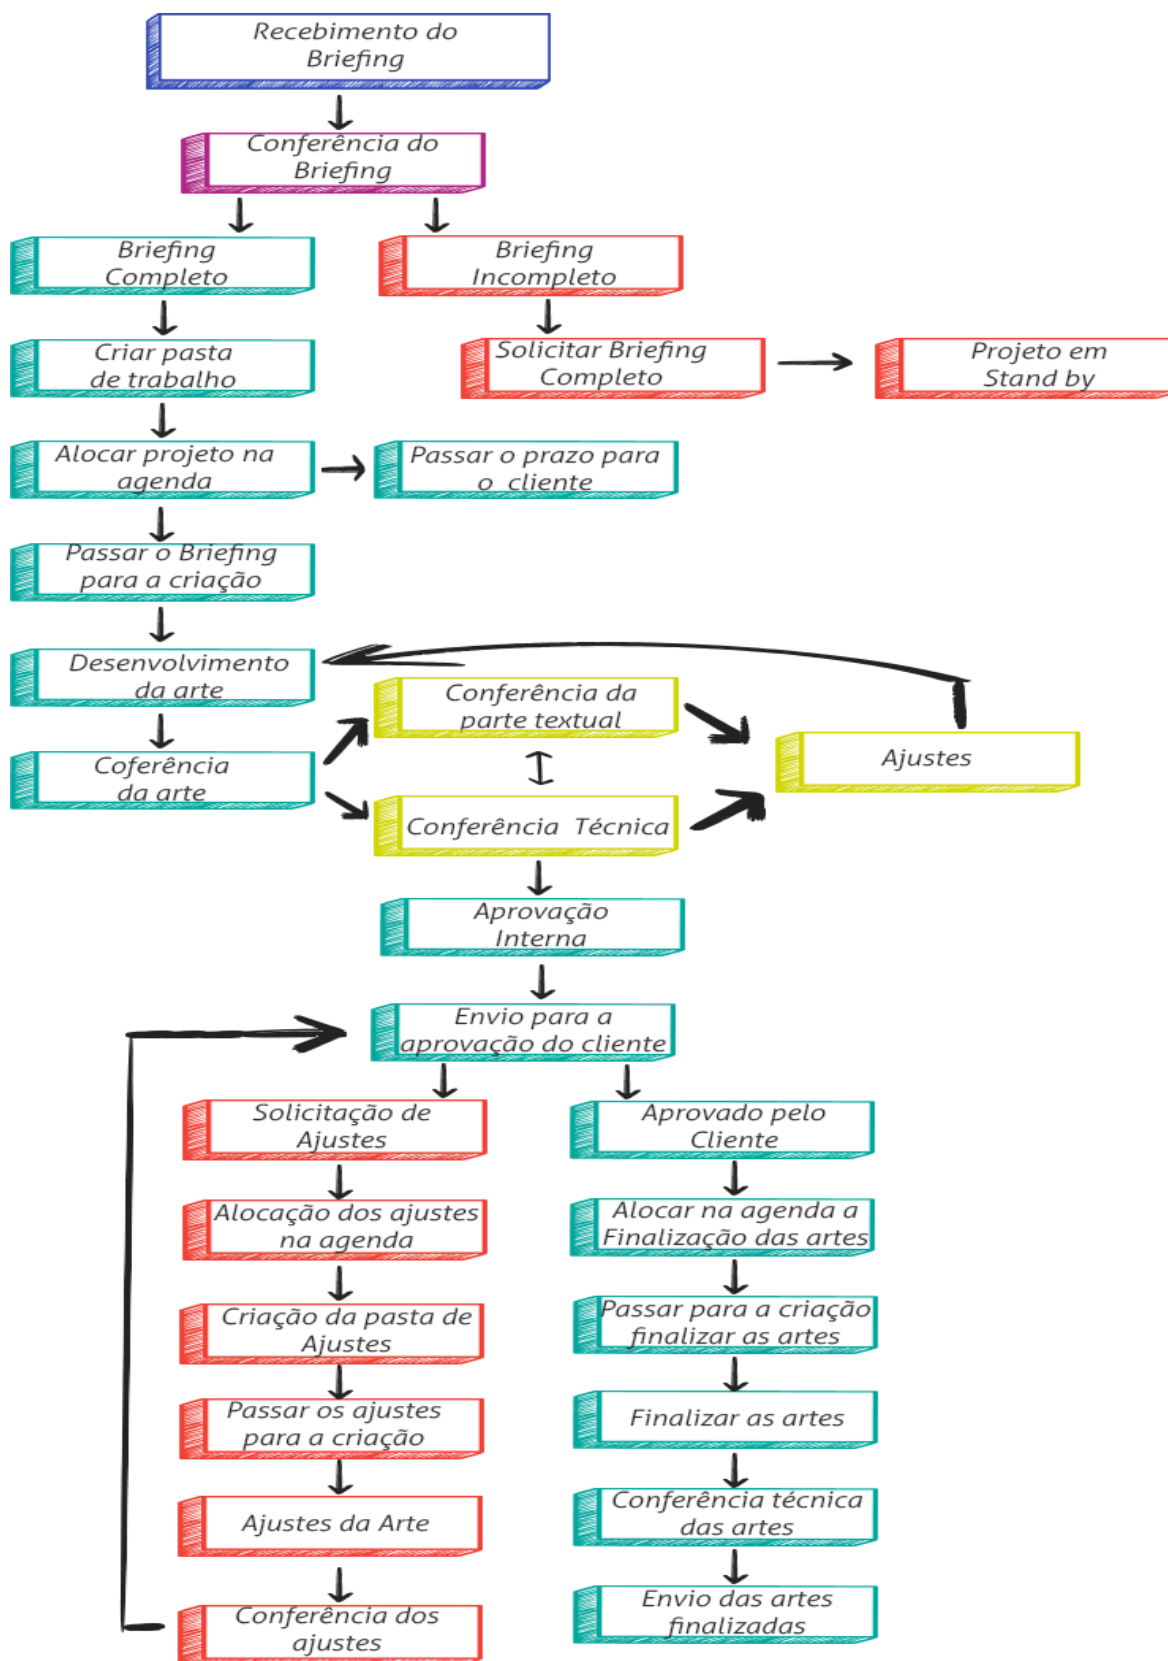 Recebimento do
Briefing
Conferência do
Briefing
Briefing
Completo
Briefing
Incompleto
Criar pasta
de trabalho
Solicitar Briefing
Completo
Projeto em
Stand by
Alocar projeto na
agenda
Passar o prazo para
o cliente
Passar o Briefing
para a criação
Desenvolvimento
da arte
Conferência da
parte textual
Ajustes
Coferência
da arte
Conferência Técnica
Aprovação
Interna
Envio para a
aprovação do cliente
Solicitação de
Ajustes
Aprovado pelo
Cliente
Alocação dos ajustes
na agenda
Alocar na agenda a
Finalização das artes
Criação da pasta de
Ajustes
Passar para a criação
finalizar as artes
Passar os ajustes
para a criação
Finalizar as artes
Ajustes da Arte
Conferência técnica
das artes
Conferência dos
ajustes
Envio das artes
finalizadas